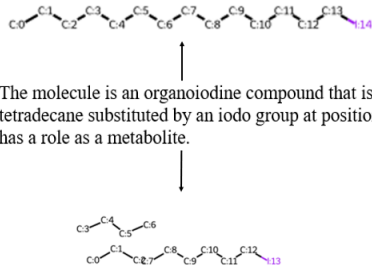 C:0 C:1 C:2 C:3 C:4 C:5 C:6 C:7 C:8 C:9 C:10 C:11 C:12 C:13 I:14
The molecule is an organoiodine compound that is
tetradecane substituted by an iodo group at positio
has a role as a metabolite.
C:3 C:4 C:5 C:6
C:0 C:1 C:8 C:9 C:10 C:11 C:12 I:13